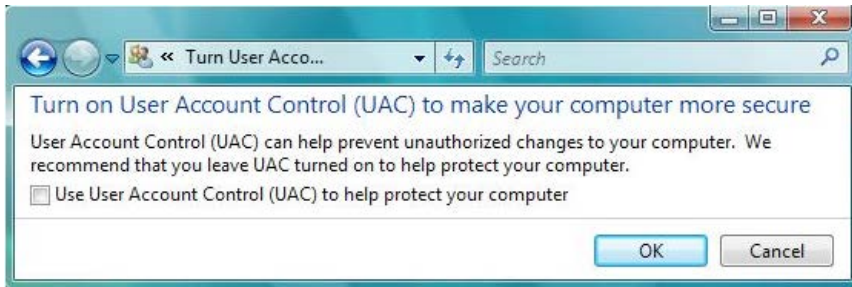 « Turn User Acco...
Search
Turn on User Account Control (UAC) to make your computer more secure
User Account Control (UAC) can help prevent unauthorized changes to your computer.  We
recommend that you leave UAC turned on to help protect your computer.
Use User Account Control (UAC) to help protect your computer
OK
Cancel